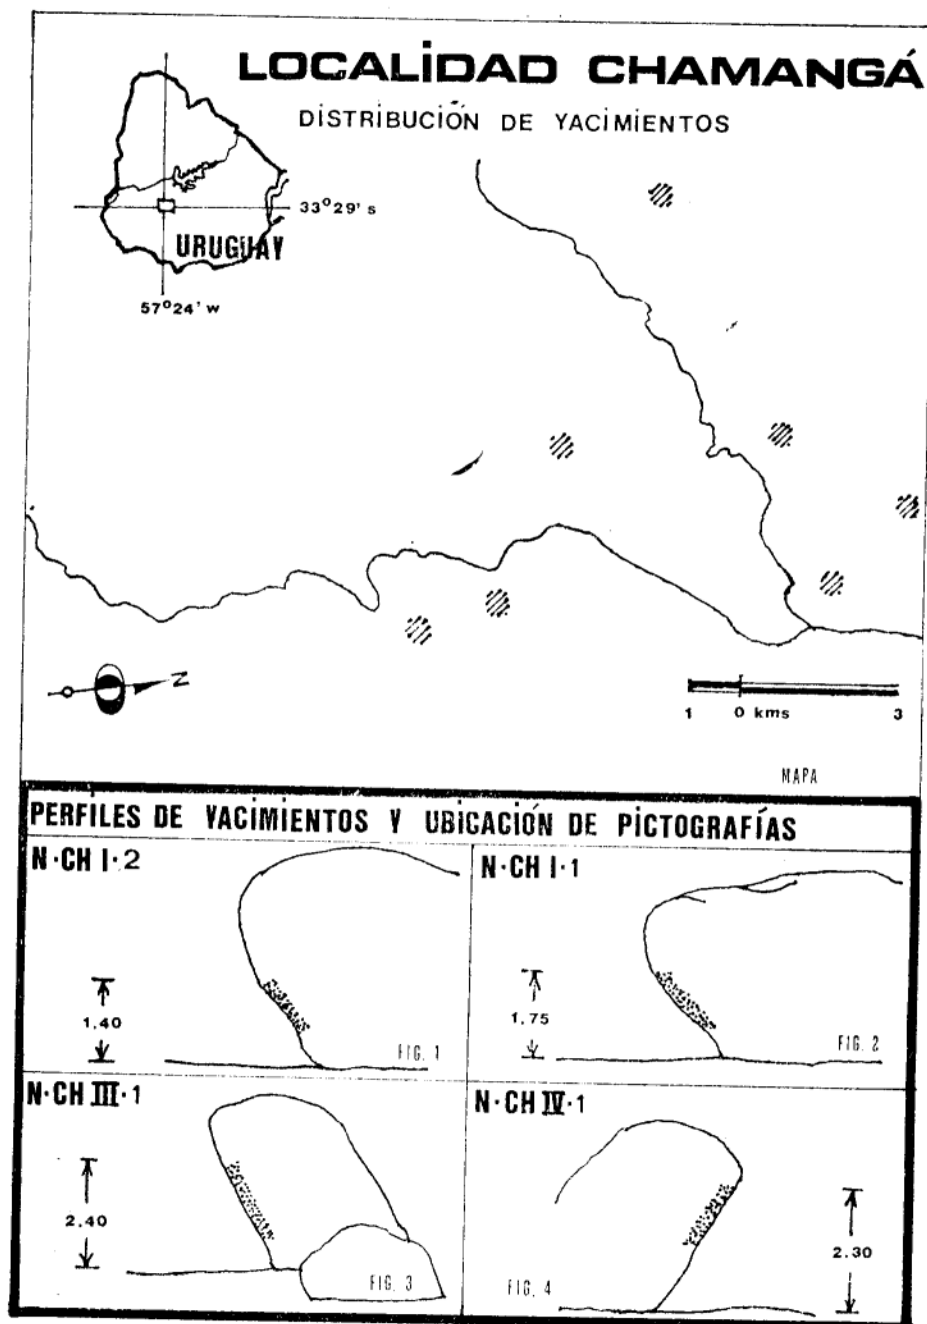 LOCALIDAD CHAMANGÁ
DISTRIBUCIÓN DE YACIMIENTOS
33°29' s
URUGUAY
57°24' w
N
1 0 kms 3
MAPA
PERFILES DE YACIMIENTOS Y UBICACIÓN DE PICTOGRAFÍAS
N·CH I·2
1.40
FIG. 1
N·CH I·1
1.75
FIG. 2
N·CH III·1
2.40
FIG. 3
N·CH IV·1
2.30
FIG. 4